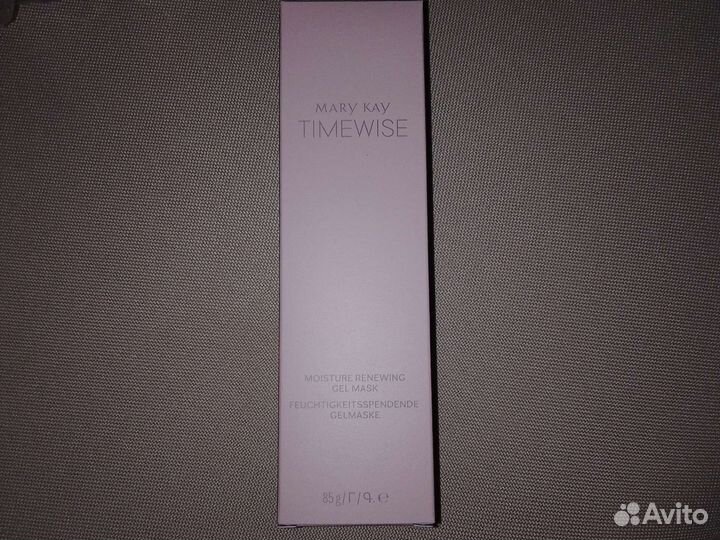 MARY KAY
TIMEWISE
MOISTURE RENEWING
GEL MASK
FEUCHTIGKEITSSPENDENDE
GELMASKE
85 g/Г/Գ. ℮
Avito